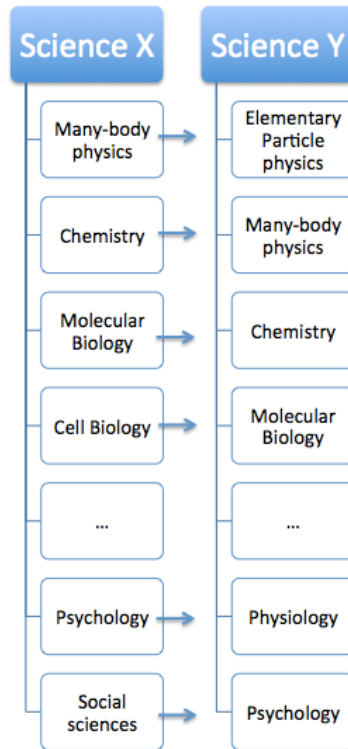 Science X
Science Y
Many-body
physics
Elementary
Particle
physics
Chemistry
Many-body
physics
Molecular
Biology
Chemistry
Cell Biology
Molecular
Biology
...
...
Psychology
Physiology
Social
sciences
Psychology